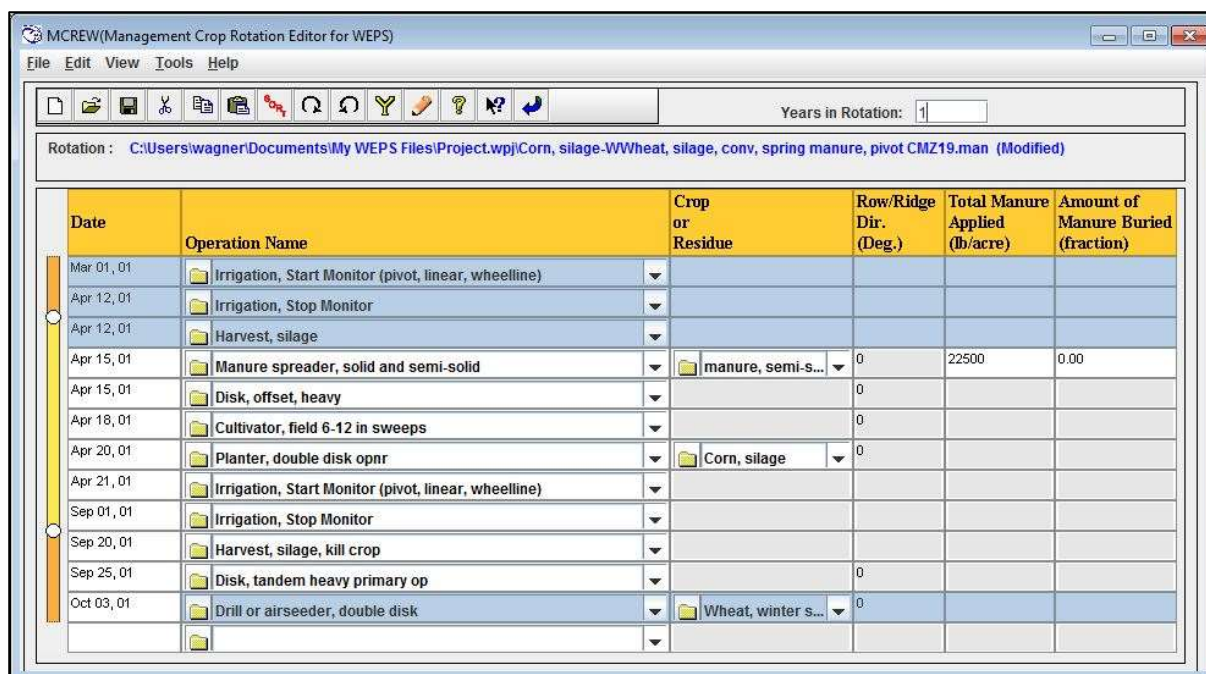 MCREW(Management Crop Rotation Editor for WEPS)
File Edit View Tools Help
SORT Years in Rotation: 1
Rotation : C:\Users\wagner\Documents\My WEPS Files\Project.wpj\Corn, silage-WWheat, silage, conv, spring manure, pivot CMZ19.man (Modified)
Date Operation Name Crop or Residue Row/Ridge Dir. (Deg.) Total Manure Applied (lb/acre) Amount of Manure Buried (fraction)
Mar 01, 01 Irrigation, Start Monitor (pivot, linear, wheelline)
Apr 12, 01 Irrigation, Stop Monitor
Apr 12, 01 Harvest, silage
Apr 15, 01 Manure spreader, solid and semi-solid manure, semi-s... 0 22500 0.00
Apr 15, 01 Disk, offset, heavy 0
Apr 18, 01 Cultivator, field 6-12 in sweeps 0
Apr 20, 01 Planter, double disk opnr Corn, silage 0
Apr 21, 01 Irrigation, Start Monitor (pivot, linear, wheelline)
Sep 01, 01 Irrigation, Stop Monitor
Sep 20, 01 Harvest, silage, kill crop
Sep 25, 01 Disk, tandem heavy primary op 0
Oct 03, 01 Drill or airseeder, double disk Wheat, winter s... 0